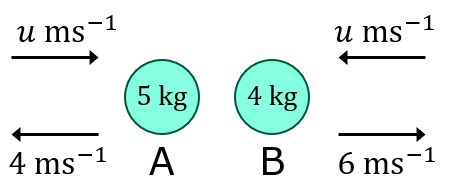 u ms⁻¹ u ms⁻¹
5 kg 4 kg
4 ms⁻¹ A B 6 ms⁻¹